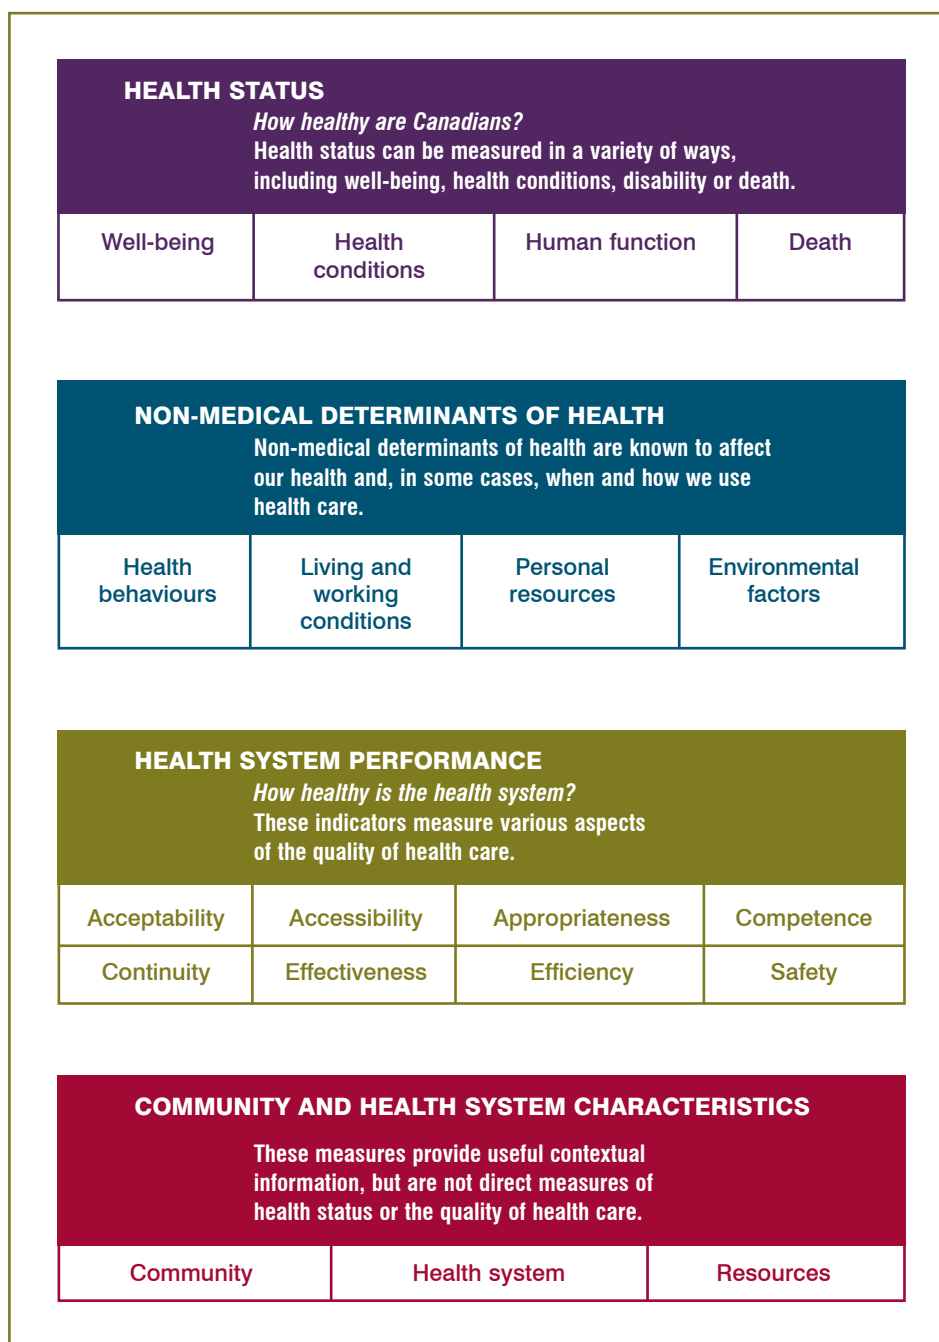 HEALTH STATUS
How healthy are Canadians?
Health status can be measured in a variety of ways,
including well-being, health conditions, disability or death.
Well-being
Health
conditions
Human function
Death
NON-MEDICAL DETERMINANTS OF HEALTH
Non-medical determinants of health are known to affect
our health and, in some cases, when and how we use
health care.
Health
behaviours
Living and
working
conditions
Personal
resources
Environmental
factors
HEALTH SYSTEM PERFORMANCE
How healthy is the health system?
These indicators measure various aspects
of the quality of health care.
Acceptability
Accessibility
Appropriateness
Competence
Continuity
Effectiveness
Efficiency
Safety
COMMUNITY AND HEALTH SYSTEM CHARACTERISTICS
These measures provide useful contextual
information, but are not direct measures of
health status or the quality of health care.
Community
Health system
Resources